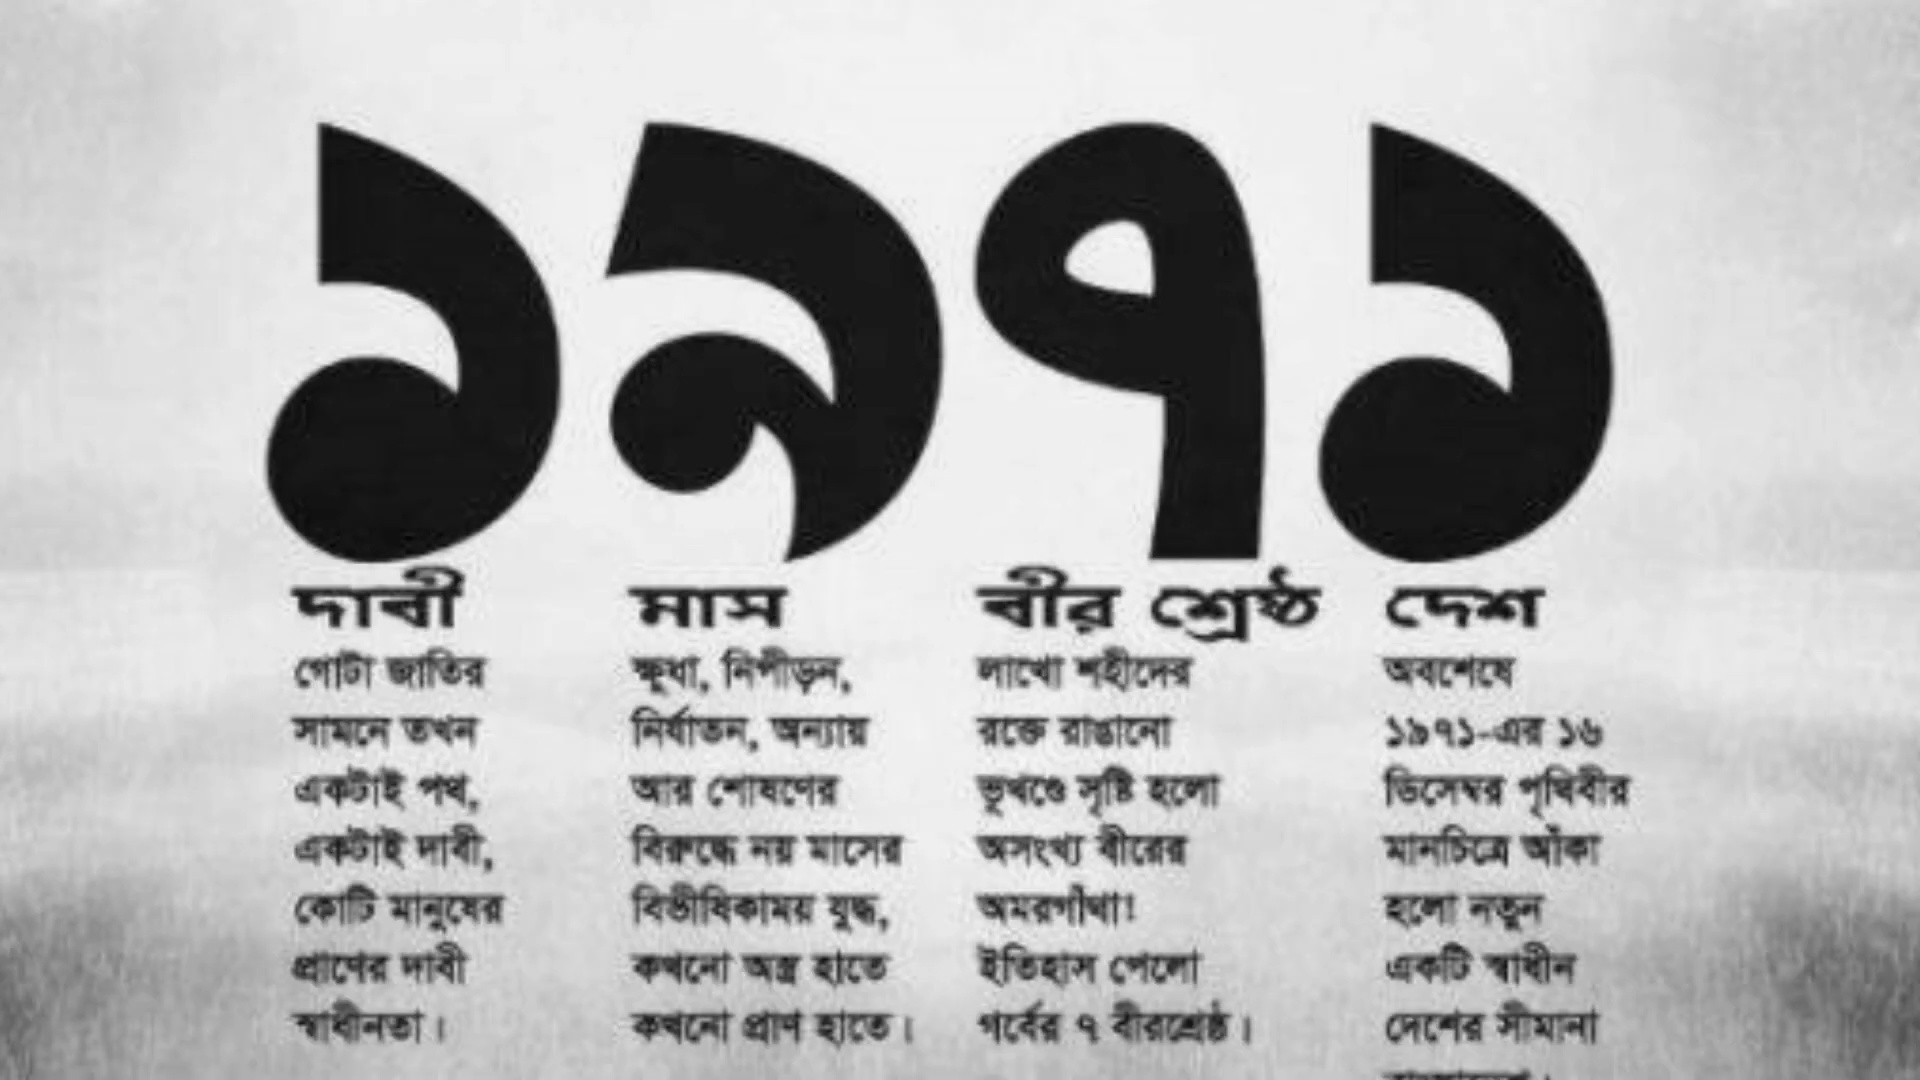 ১৯৭১
দাবী
গোটা জাতির
সামনে তখন
একটাই পথ,
একটাই দাবী,
কোটি মানুষের
প্রাণের দাবী
স্বাধীনতা।
মাস
ক্ষূধা, নিপীড়ন,
নির্যাতন, অন্যায়
আর শোষণের
বিরুদ্ধে নয় মাসের
বিভীষিকাময় যুদ্ধ,
কখনো অস্ত্র হাতে
কখনো প্রাণ হাতে।
বীর শ্রেষ্ঠ
লাখো শহীদের
রক্তে রাঙানো
ভূখণ্ডে সৃষ্টি হলো
অসংখ্য বীরের
অমরগাঁথা!
ইতিহাস পেলো
গর্বের ৭ বীরশ্রেষ্ঠ।
দেশ
অবশেষে
১৯৭১-এর ১৬
ডিসেম্বর পৃথিবীর
মানচিত্রে আঁকা
হলো নতুন
একটি স্বাধীন
দেশের সীমানা